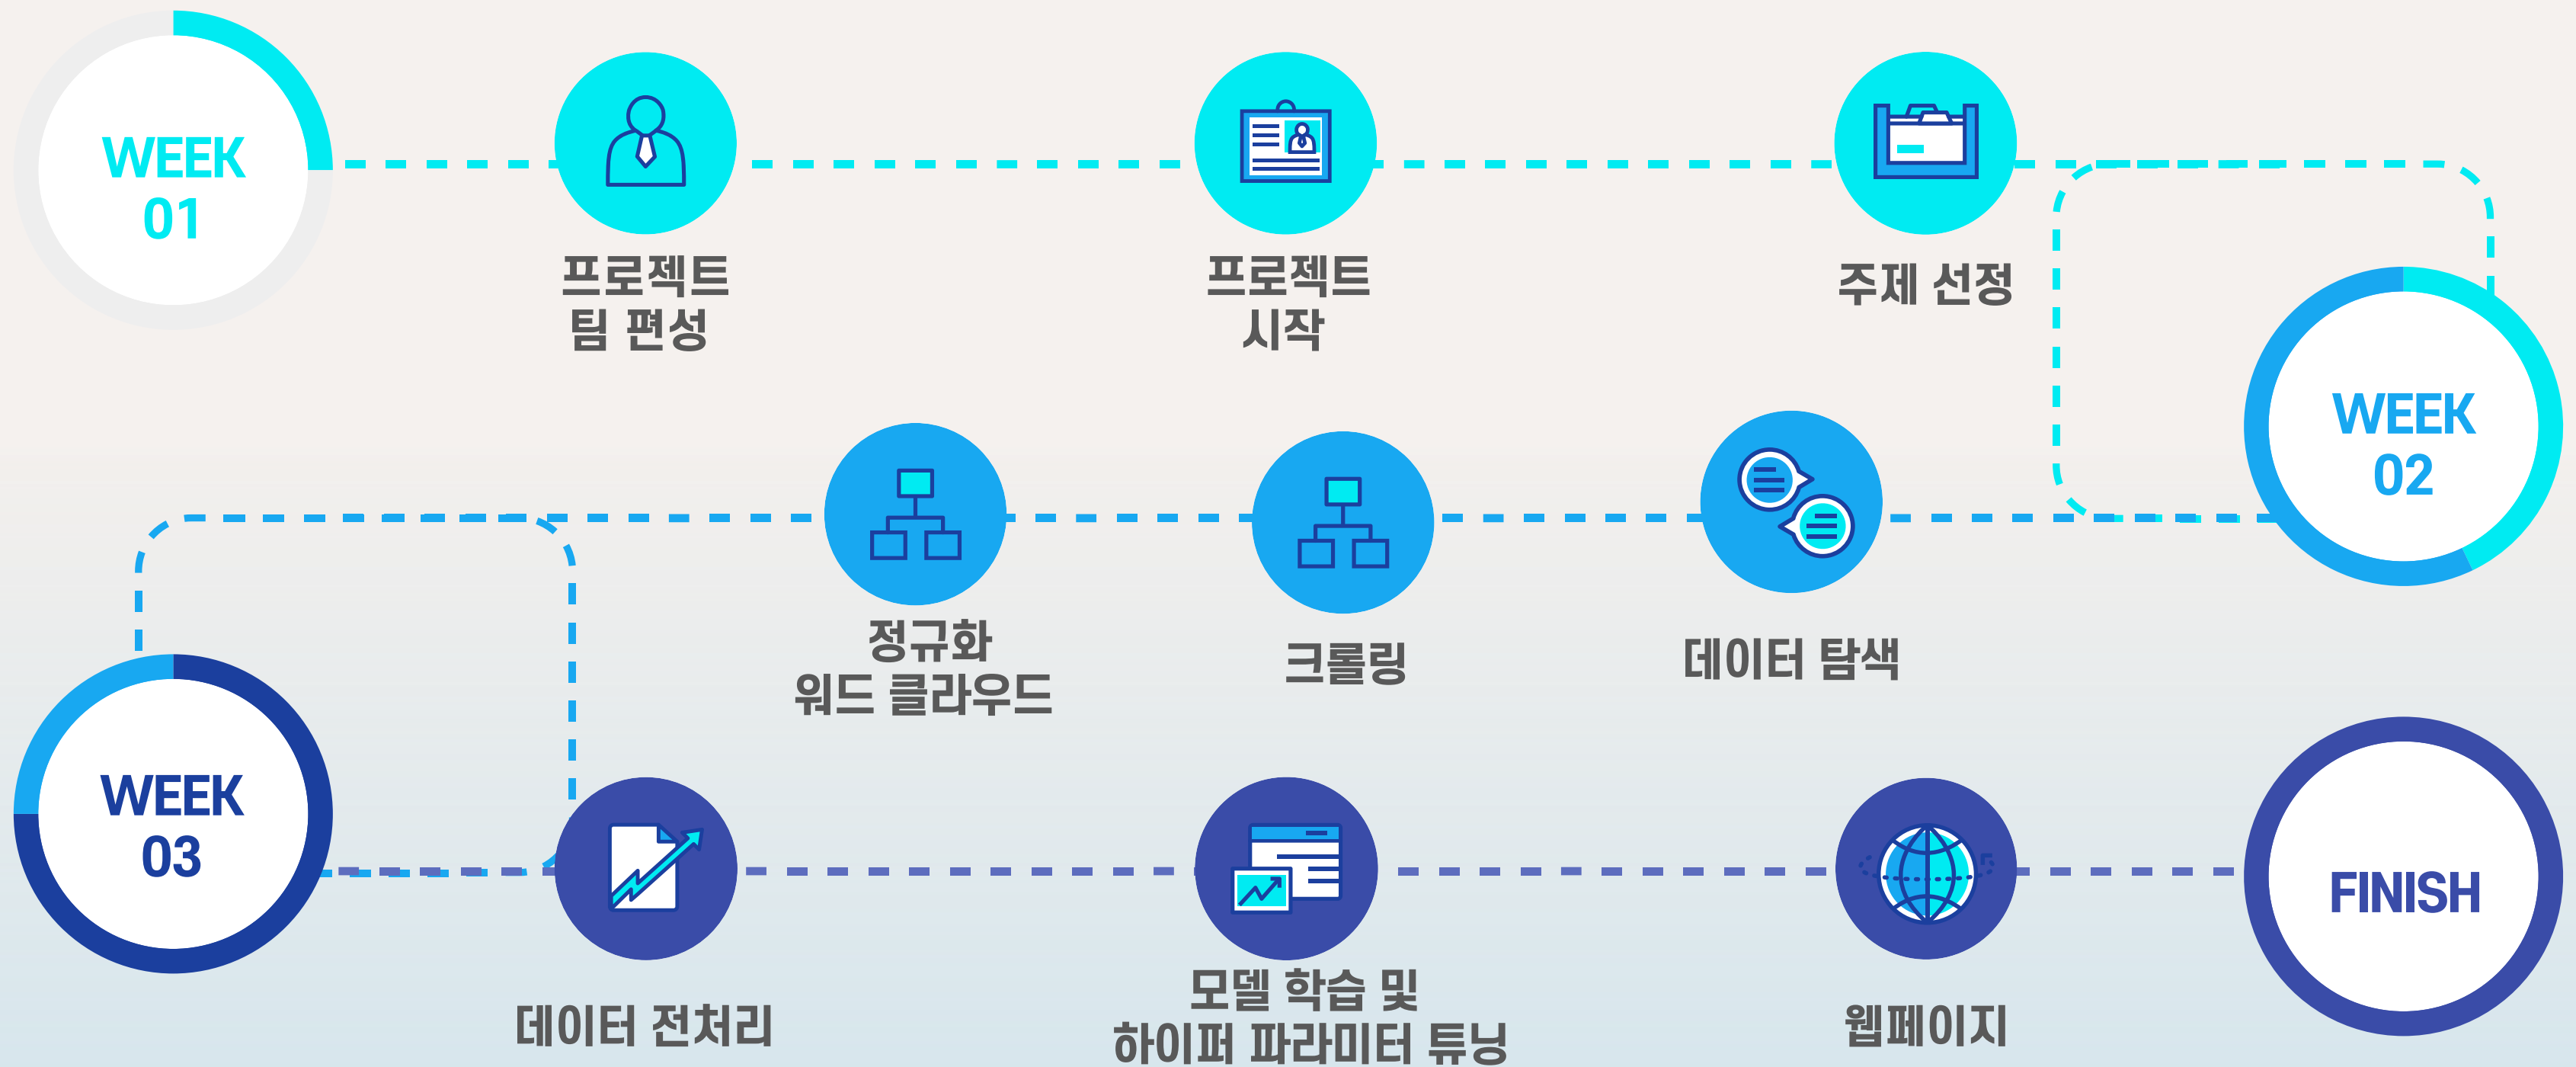 WEEK
01
프로젝트
팀 편성
프로젝트
시작
주제 선정
WEEK
02
데이터 탐색
크롤링
정규화
워드 클라우드
WEEK
03
데이터 전처리
모델 학습 및
하이퍼 파라미터 튜닝
웹페이지
FINISH